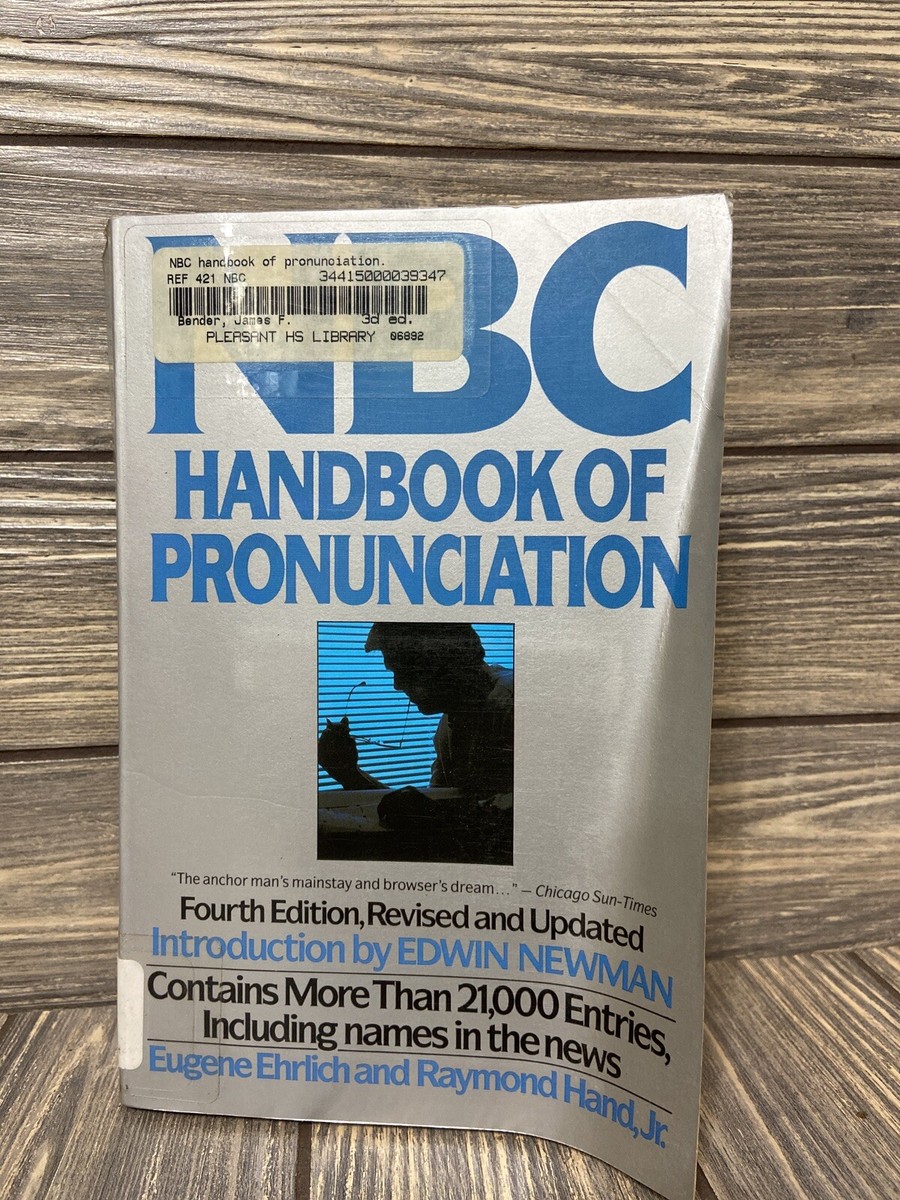 NBC handbook of pronunciation.
REF 421 NBC 34415000039347
Bender, James F. 3d ed.
PLEASANT HS LIBRARY 06892
NBC
HANDBOOK OF
PRONUNCIATION
“The anchor man's mainstay and browser's dream...” — Chicago Sun-Times
Fourth Edition, Revised and Updated
Introduction by EDWIN NEWMAN
Contains More Than 21,000 Entries,
Including names in the news
Eugene Ehrlich and Raymond Hand, Jr.